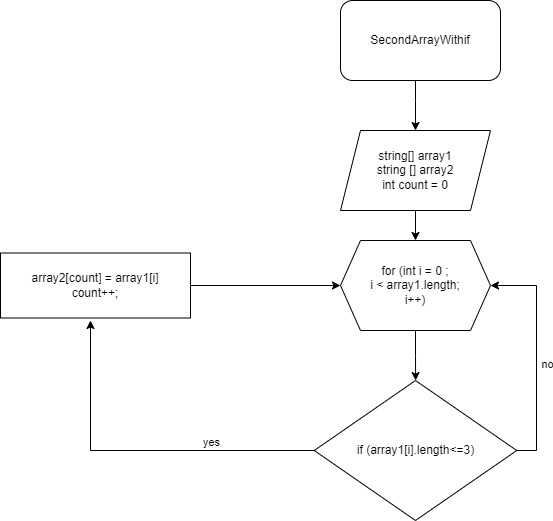 SecondArrayWithif
string[] array1
string [] array2
int count = 0
for (int i = 0 ;
i < array1.length;
i++)
array2[count] = array1[i]
count++;
no
if (array1[i].length<=3)
yes